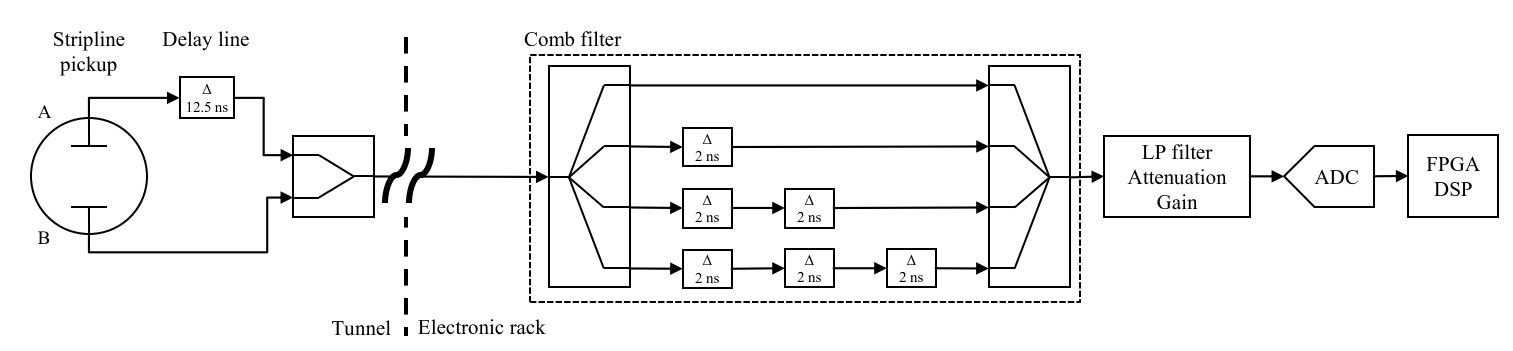 Stripline
pickup
Delay line
Comb filter
A
Δ
12.5 ns
B
Δ
2 ns
Δ
2 ns
Δ
2 ns
Δ
2 ns
Δ
2 ns
Δ
2 ns
LP filter
Attenuation
Gain
ADC
FPGA
DSP
Tunnel
Electronic rack